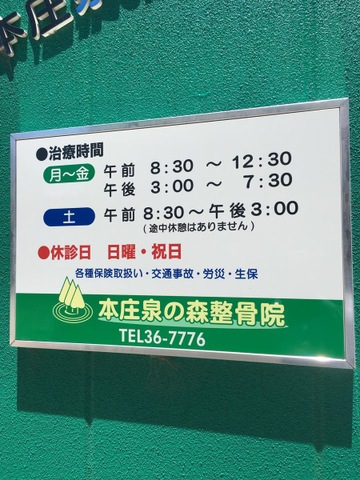 本庄泉
●治療時間
月～金 午前 8:30 ～ 12:30
午後 3:00 ～ 7:30
土 午前 8:30～午後 3:00
(途中休憩はありません)
●休診日 日曜・祝日
各種保険取扱い・交通事故・労災・生保
本庄泉の森整骨院
TEL36-7776